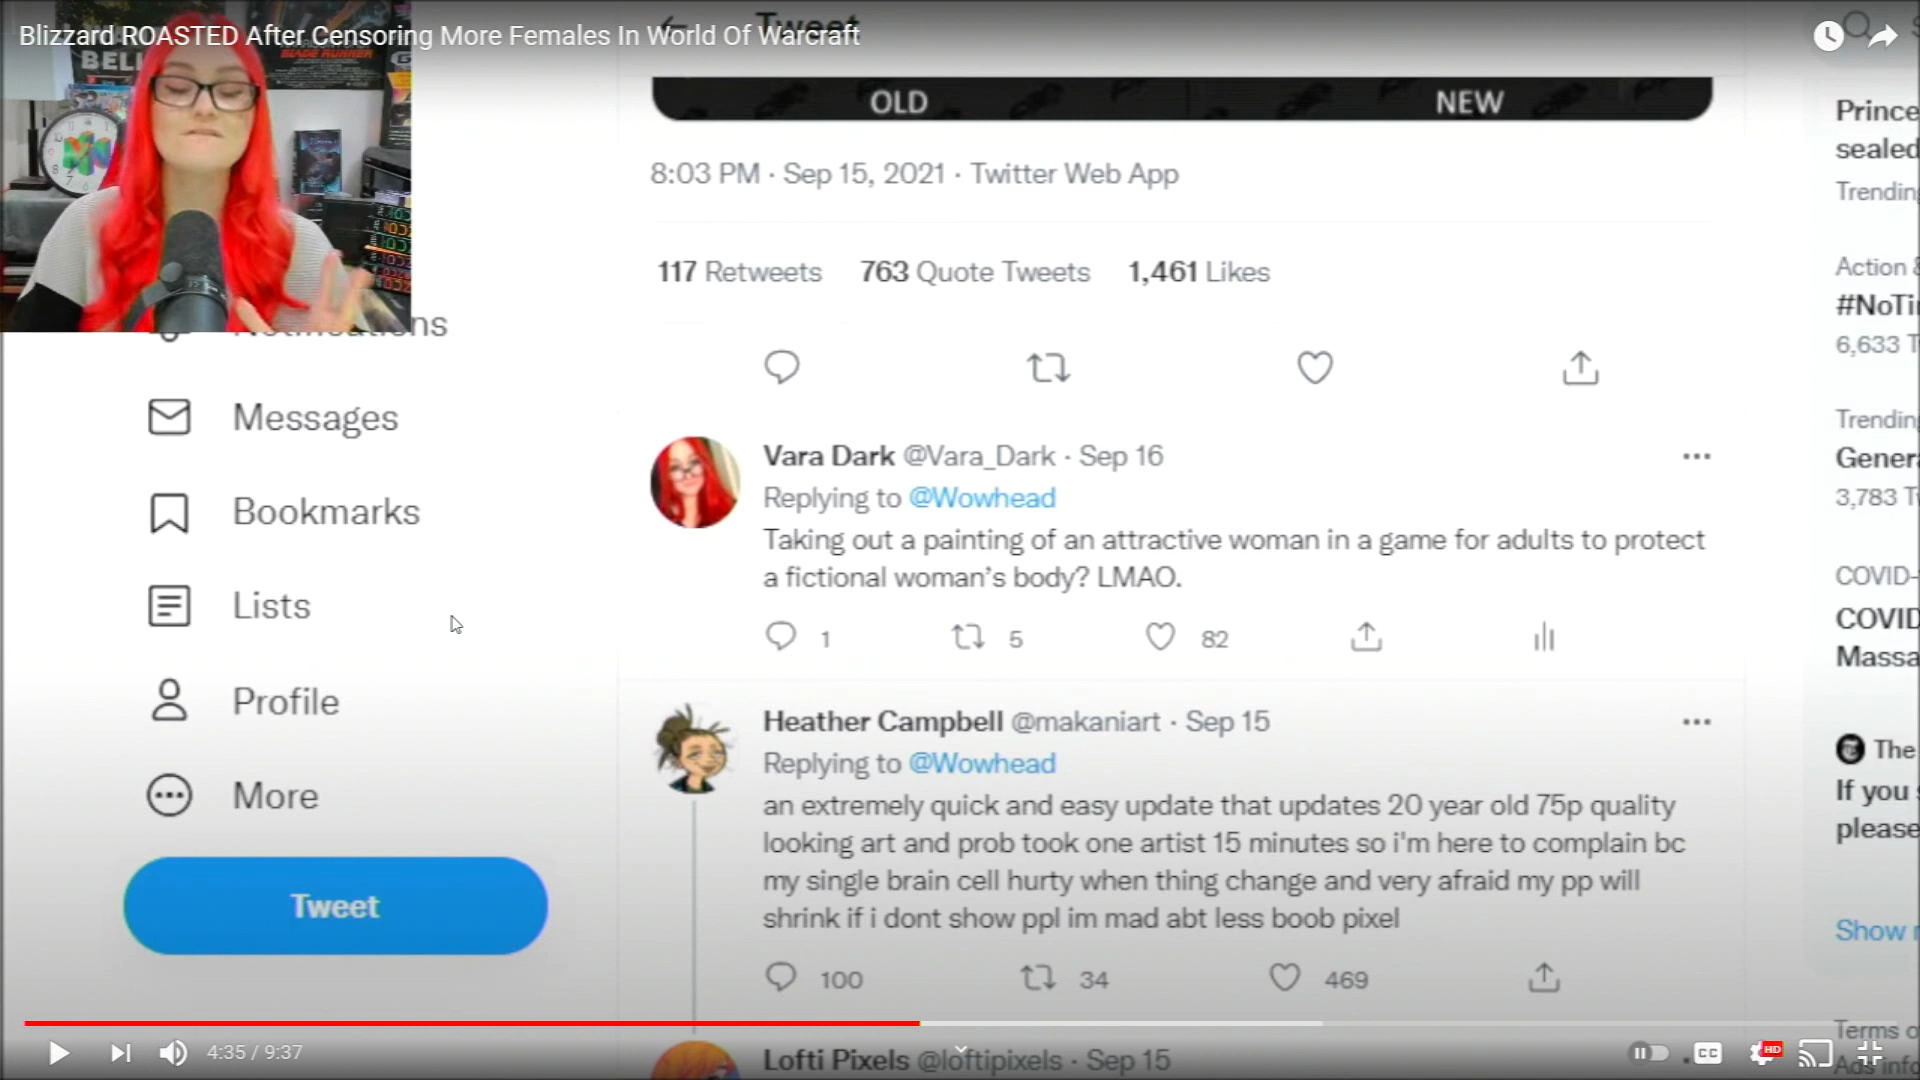 Blizzard ROASTED After Censoring More Females In World Of Warcraft
Tweet
BLADE RUNNER
OLD
NEW
8:03 PM · Sep 15, 2021 · Twitter Web App
117 Retweets 763 Quote Tweets 1,461 Likes
Notifications
Messages
Bookmarks
Lists
Profile
More
Tweet
Vara Dark @Vara_Dark · Sep 16
Replying to @Wowhead
Taking out a painting of an attractive woman in a game for adults to protect
a fictional woman's body? LMAO.
1 5 82
Heather Campbell @makaniart · Sep 15
Replying to @Wowhead
an extremely quick and easy update that updates 20 year old 75p quality
looking art and prob took one artist 15 minutes so i'm here to complain bc
my single brain cell hurty when thing change and very afraid my pp will
shrink if i dont show ppl im mad abt less boob pixel
100 34 469
Lofti Pixels @loftipixels · Sep 15
Prince
sealed
Trending
Action &
#NoTi
6,633 T
Trending
Genera
3,783 T
COVID-
COVID
Massa
The
If you s
please
Show
Terms o
Ads info
4:35 / 9:37
CC
HD